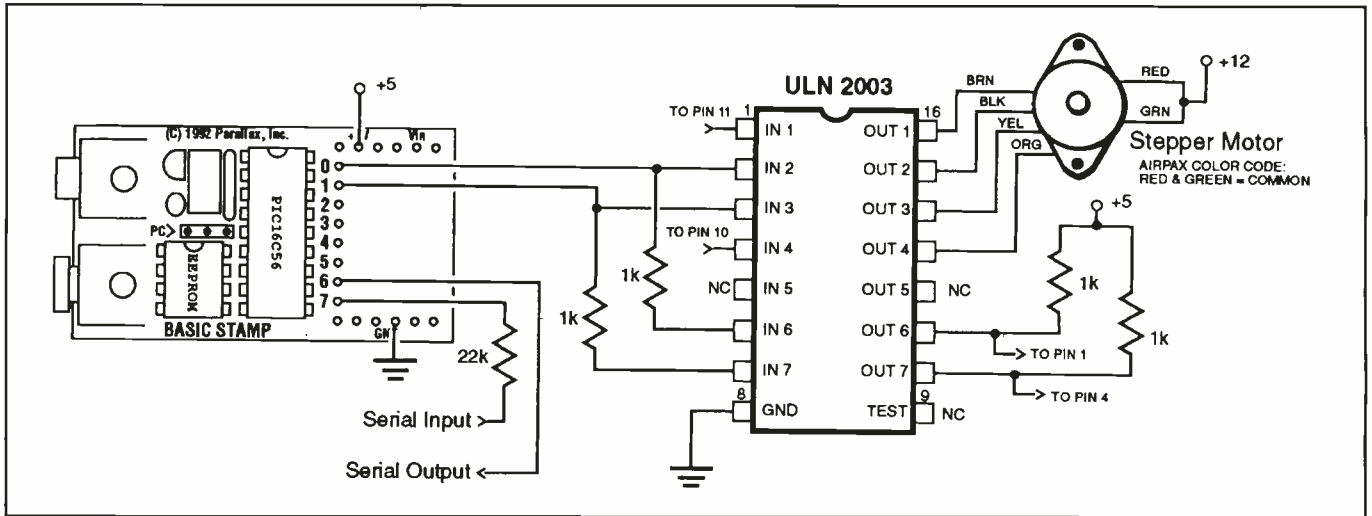 +5
(C) 1992 Parallax, Inc.
+5
Vin
0
1
2
3
4
5
6
7
PC>
PIC16C56
EEPROM
BASIC STAMP
GN
22k
Serial Input >
Serial Output <
1k
1k
ULN 2003
TO PIN 11
1
IN 1
IN 2
IN 3
TO PIN 10
IN 4
NC
IN 5
IN 6
IN 7
8
GND
16
OUT 1
OUT 2
OUT 3
OUT 4
OUT 5
NC
OUT 6
OUT 7
9
TEST
NC
BRN
BLK
YEL
ORG
RED
GRN
+12
Stepper Motor
AIRPAX COLOR CODE:
RED & GREEN = COMMON
+5
1k
1k
TO PIN 1
TO PIN 4